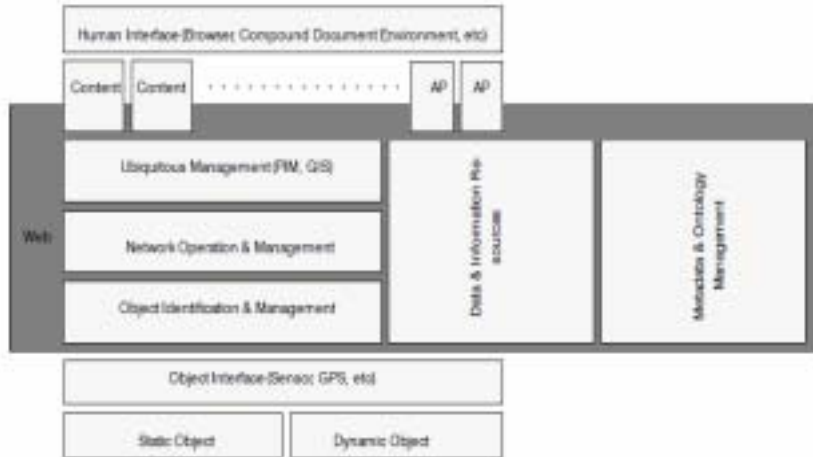 Human Interface (Browser, Compound Document Environment, etc)
Content Content . . . . . . . . . . . . . . . AP AP
Web
Ubiquitous Management (PIM, GIS)
Network Operation & Management
Object Identification & Management
Data & Information Re-
sources
Metadata & Ontology
Management
Object Interface (Sensor, GPS, etc)
Static Object
Dynamic Object